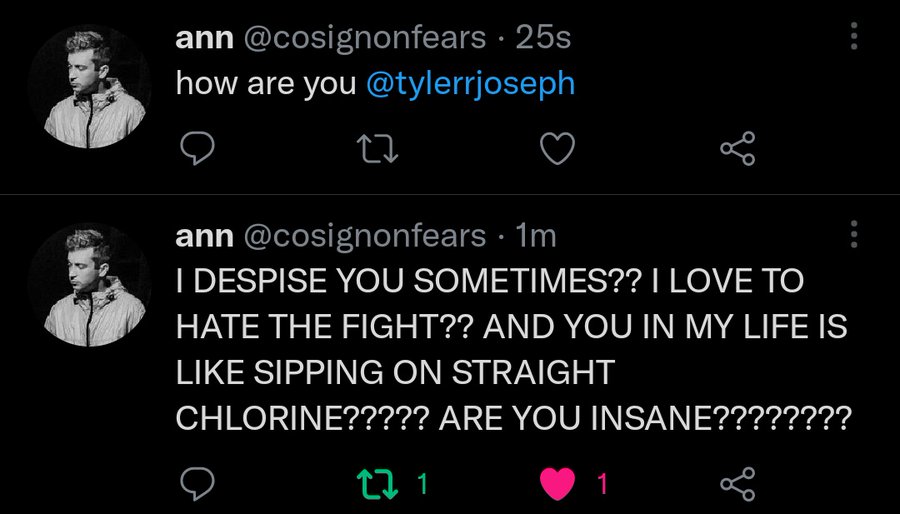 ann @cosignonfears · 25s
how are you @tylerrjoseph
ann @cosignonfears · 1m
I DESPISE YOU SOMETIMES?? I LOVE TO
HATE THE FIGHT?? AND YOU IN MY LIFE IS
LIKE SIPPING ON STRAIGHT
CHLORINE????? ARE YOU INSANE????????
1 1